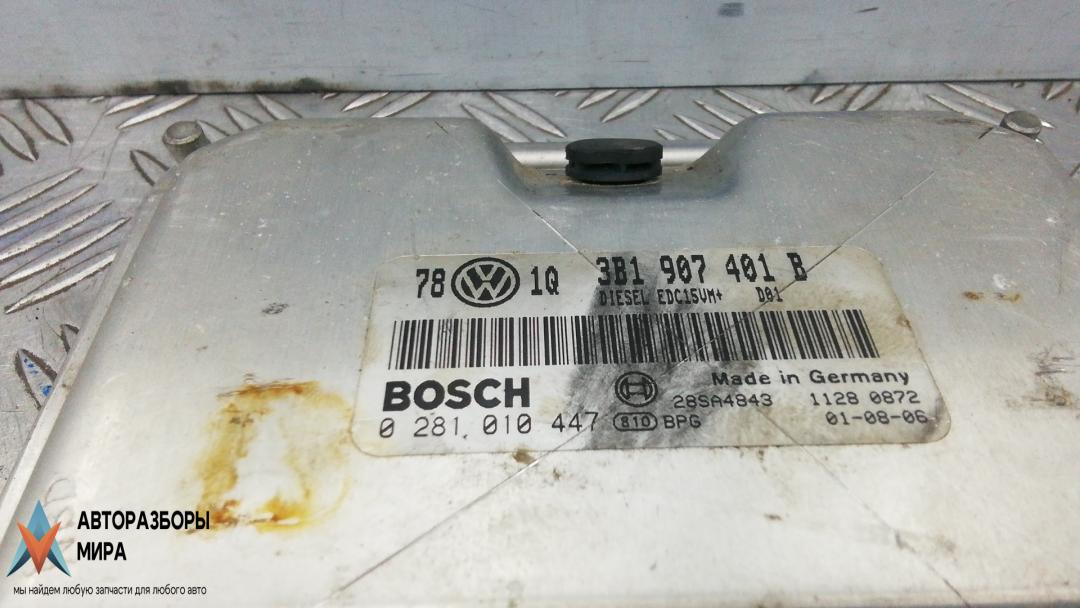 78 VW 1Q 3B1 907 401 B
DIESEL EDC15VM+ D01
BOSCH Made in Germany
28SA4843 1128 0872
0 281 010 447 810 BPG 01-08-06
АВТОРАЗБОРЫ
МИРА
мы найдем любую запчасти для любого авто